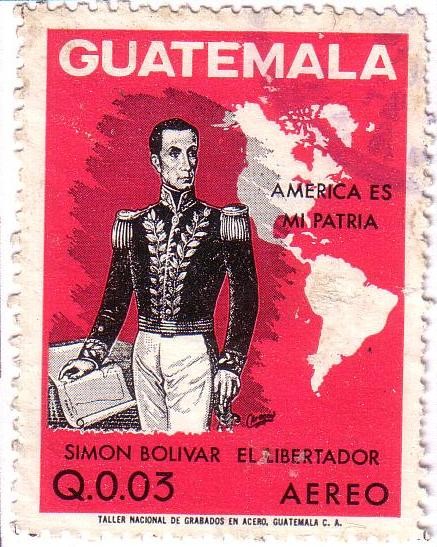 GUATEMALA
AMERICA ES
MI PATRIA
SIMON BOLIVAR EL LIBERTADOR
Q.0.03 AEREO
TALLER NACIONAL DE GRABADOS EN ACERO, GUATEMALA C. A.